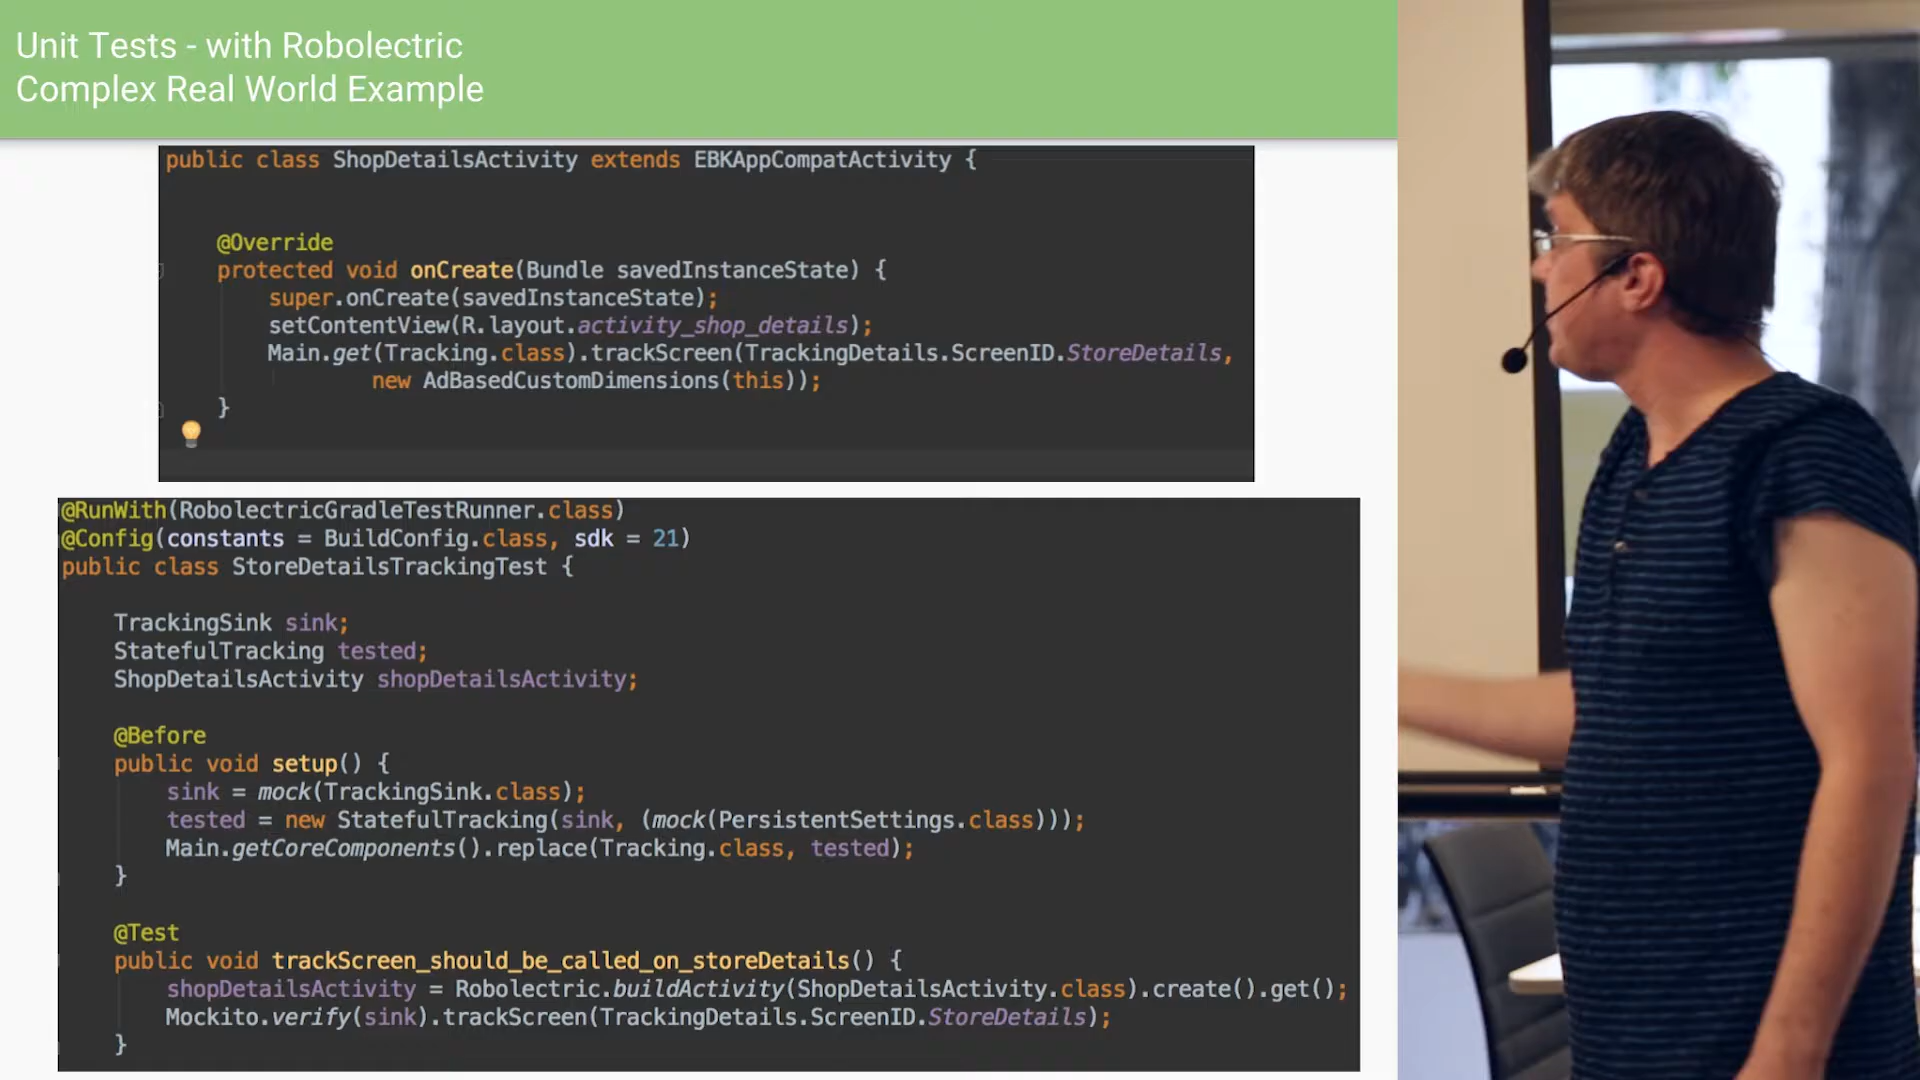 Unit Tests - with Robolectric
Complex Real World Example
public class ShopDetailsActivity extends EBKAppCompatActivity {
@Override
protected void onCreate(Bundle savedInstanceState) {
super.onCreate(savedInstanceState);
setContentView(R.layout.activity_shop_details);
Main.get(Tracking.class).trackScreen(TrackingDetails.ScreenID.StoreDetails,
new AdBasedCustomDimensions(this));
}
@RunWith(RobolectricGradleTestRunner.class)
@Config(constants = BuildConfig.class, sdk = 21)
public class StoreDetailsTrackingTest {
TrackingSink sink;
StatefulTracking tested;
ShopDetailsActivity shopDetailsActivity;
@Before
public void setup() {
sink = mock(TrackingSink.class);
tested = new StatefulTracking(sink, (mock(PersistentSettings.class)));
Main.getCoreComponents().replace(Tracking.class, tested);
}
@Test
public void trackScreen_should_be_called_on_storeDetails() {
shopDetailsActivity = Robolectric.buildActivity(ShopDetailsActivity.class).create().get();
Mockito.verify(sink).trackScreen(TrackingDetails.ScreenID.StoreDetails);
}